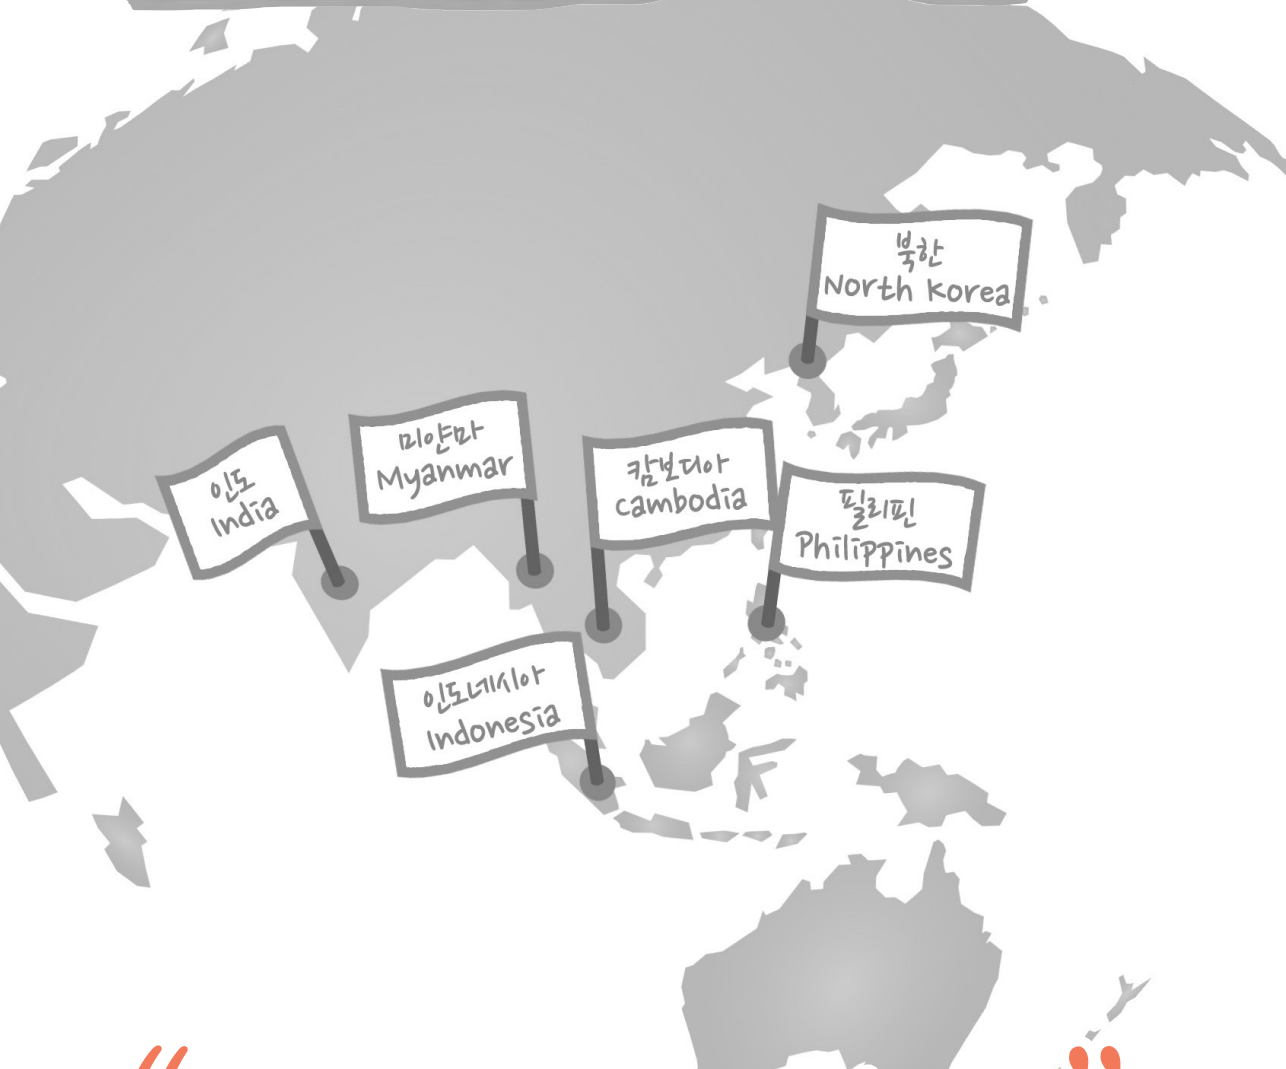 북한
North Korea
미얀마
Myanmar
캄보디아
Cambodia
인도
India
필리핀
Philippines
인도네시아
Indonesia
“ ”